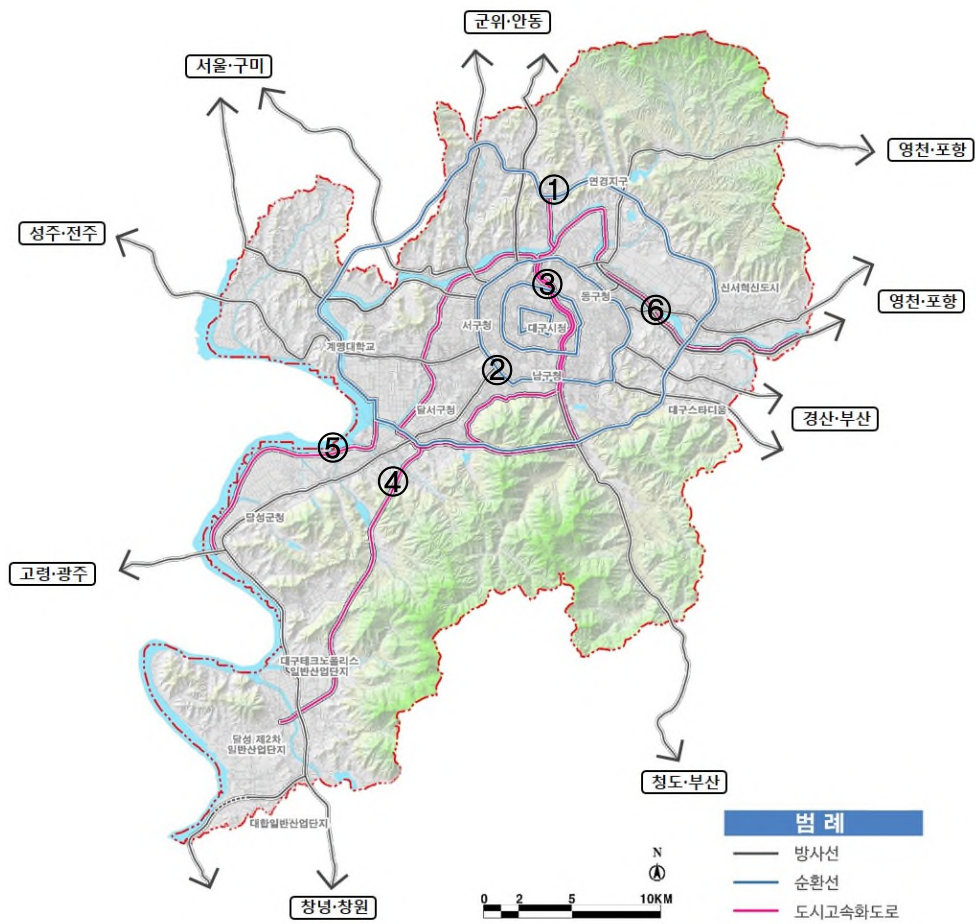 군위·안동
서울·구미
영천·포항
①
연경지구
성주·전주
신서혁신도시
영천·포항
③
동구청
⑥
서구청
대구시청
계명대학교
②
남구청
경산·부산
달서구청
대구스타디움
⑤
④
달성군청
고령·광주
대구테크노폴리스
일반산업단지
달성 제2차
일반산업단지
청도·부산
대합일반산업단지
창녕·창원
범 례
방사선
순환선
도시고속화도로
N
0 2 5 10KM